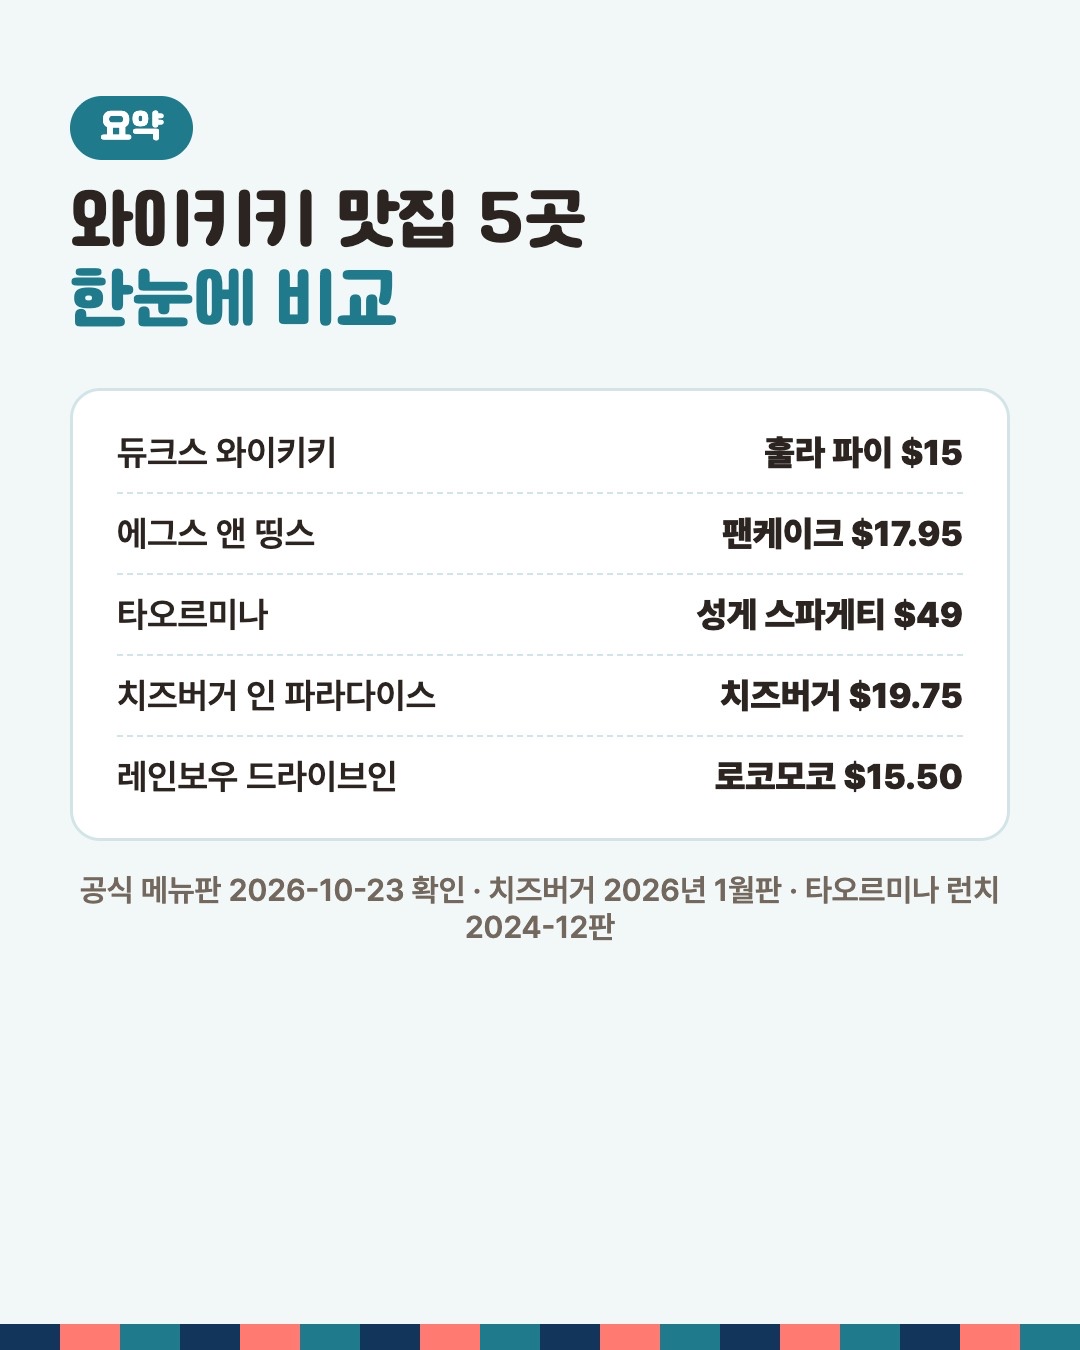 요약
와이키키 맛집 5곳
한눈에 비교
듀크스 와이키키 훌라 파이 $15
에그스 앤 띵스 팬케이크 $17.95
타오르미나 성게 스파게티 $49
치즈버거 인 파라다이스 치즈버거 $19.75
레인보우 드라이브인 로코모코 $15.50
공식 메뉴판 2026-10-23 확인 · 치즈버거 2026년 1월판 · 타오르미나 런치
2024-12판